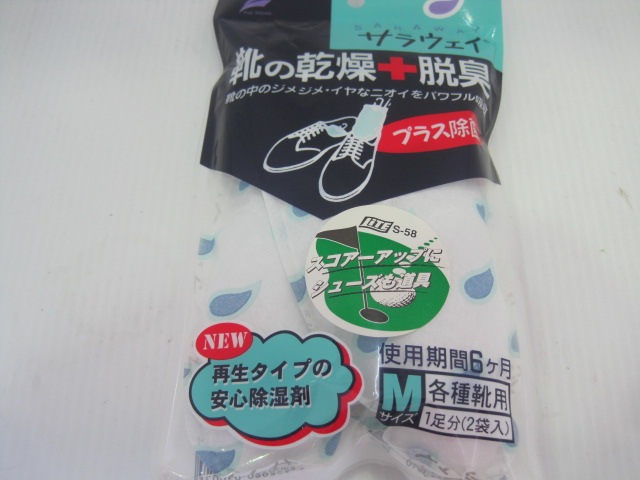 SARAWAY
サラウェイ
靴の乾燥+脱臭
靴の中のジメジメ・イヤなニオイをパワフル
プラス除菌
LITE S-58
スコアーアップに
シューズも道具
NEW
再生タイプの
安心除湿剤
使用期間6ヶ月
M
サイズ
各種靴用
1足分(2袋入)